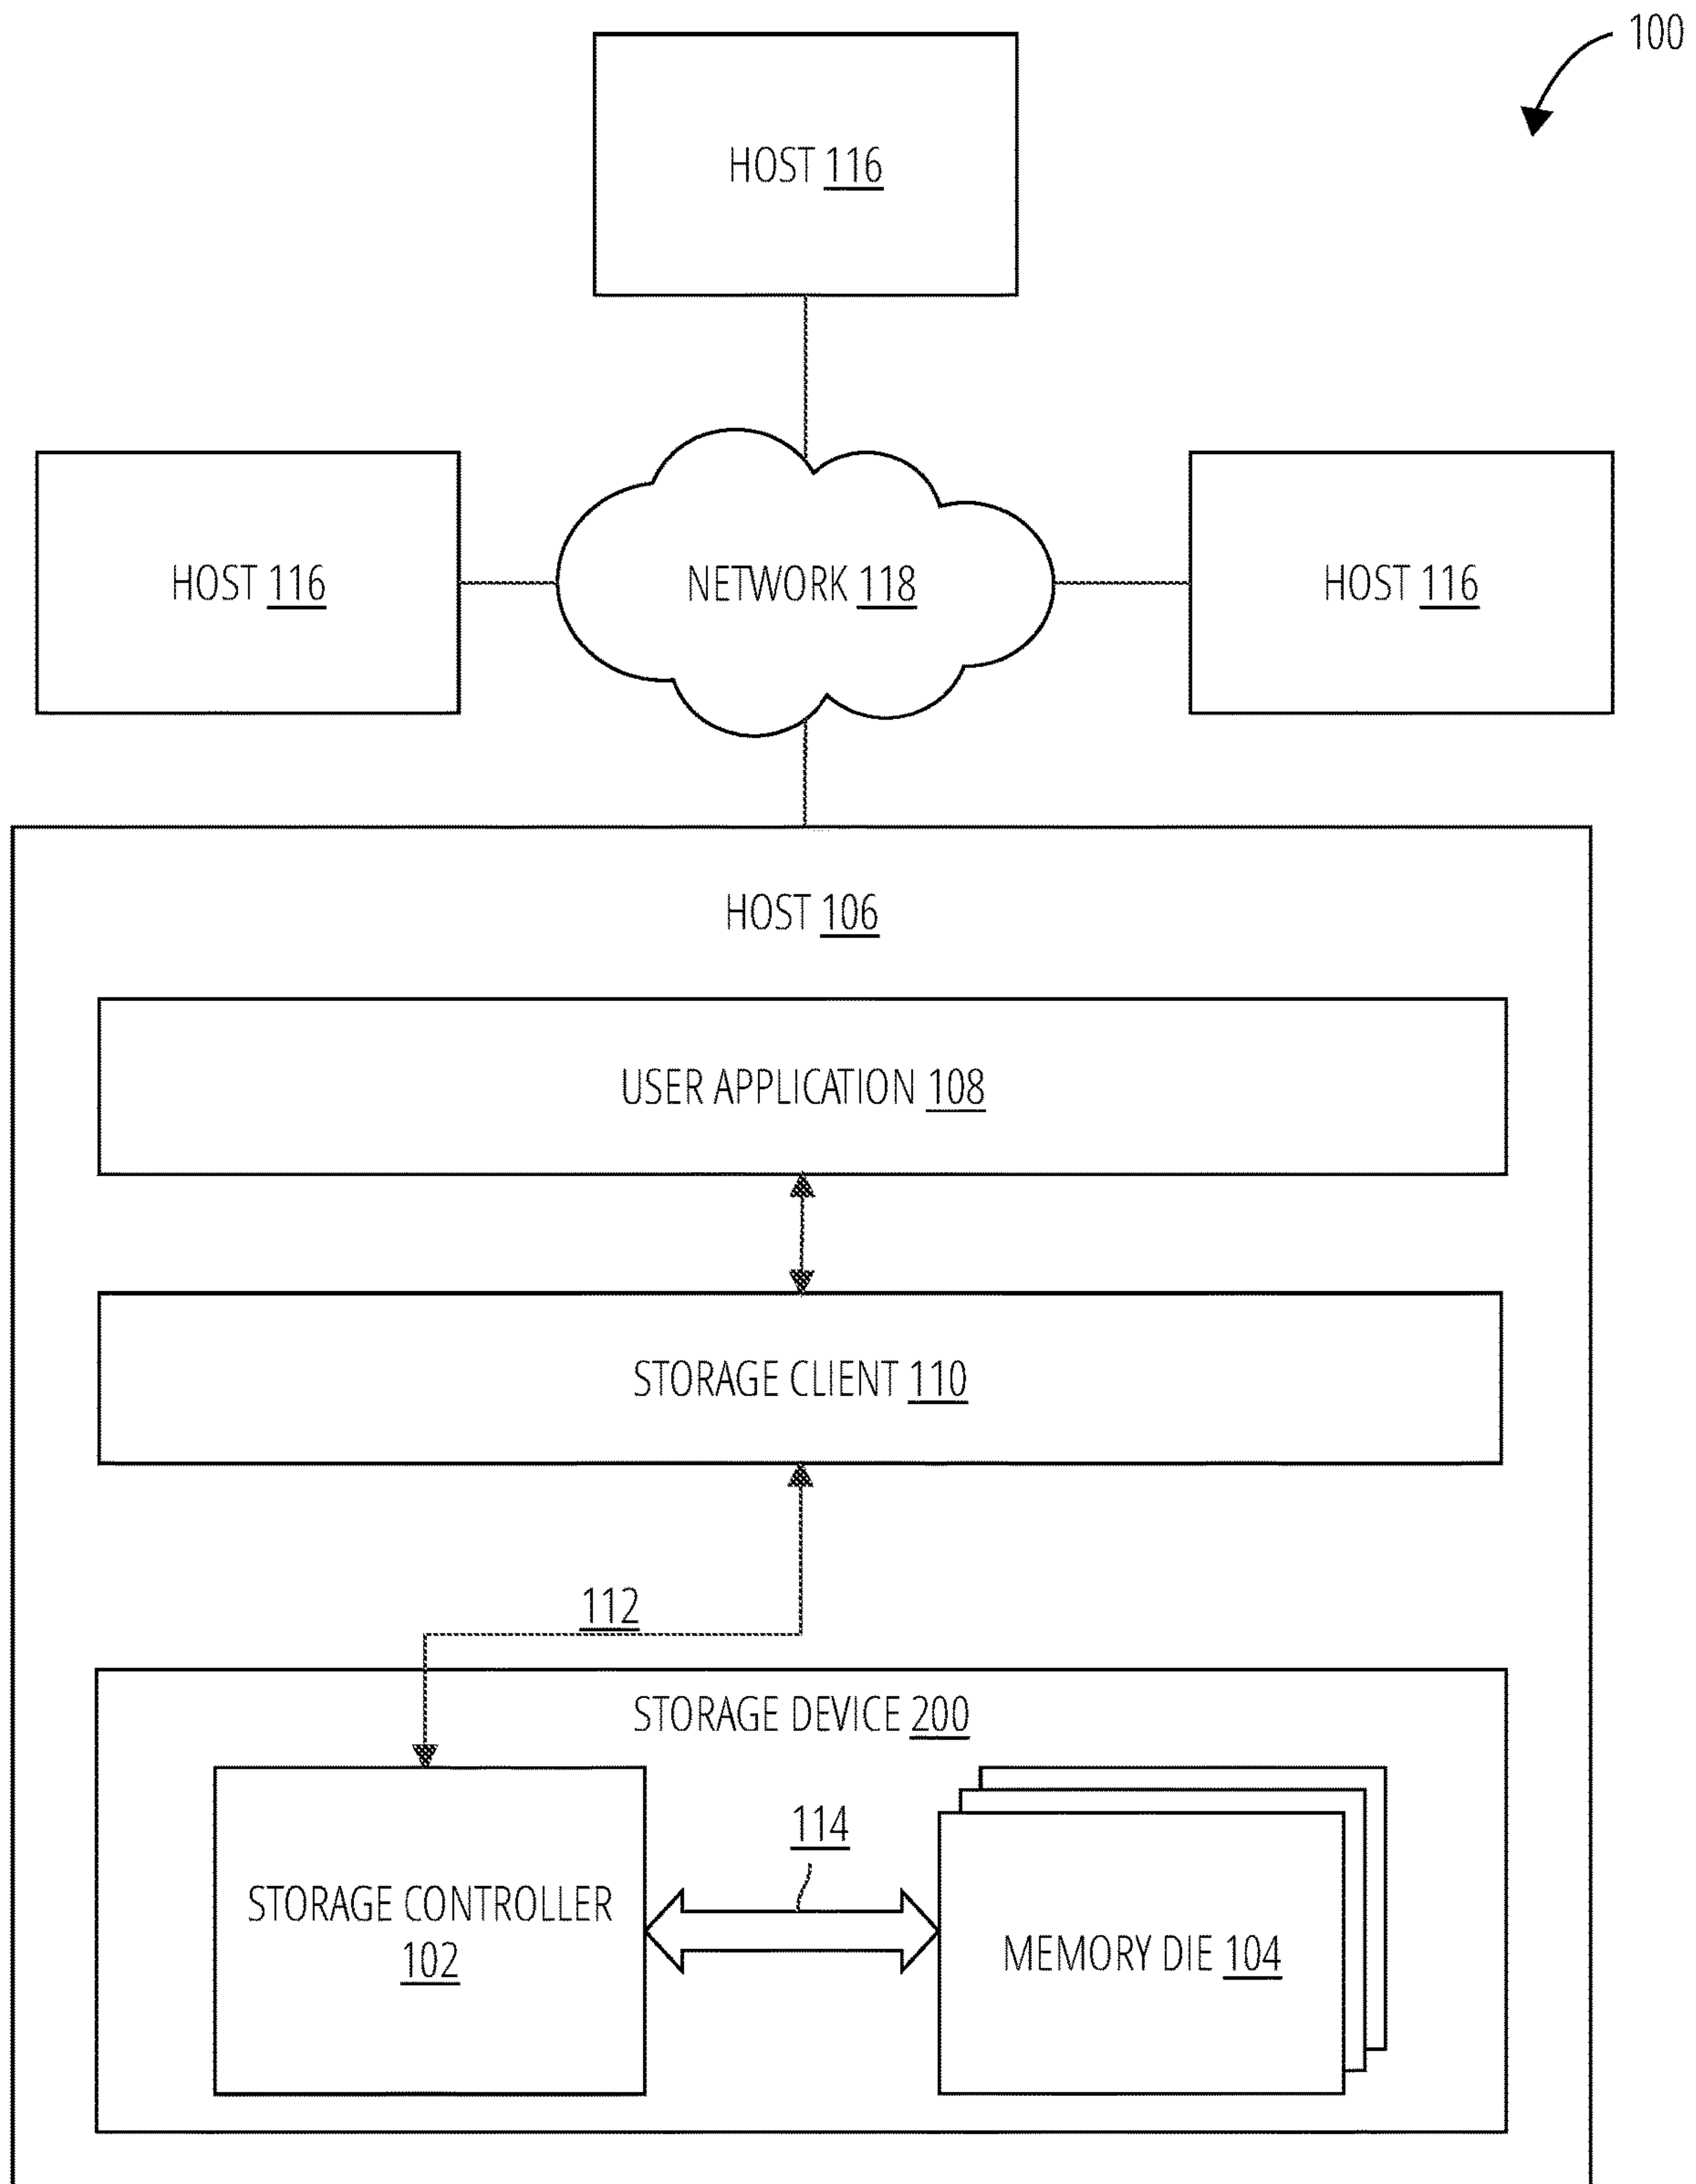 100
HOST 116
HOST 116
NETWORK 118
HOST 116
HOST 106
USER APPLICATION 108
STORAGE CLIENT 110
112
STORAGE DEVICE 200
114
STORAGE CONTROLLER
102
MEMORY DIE 104